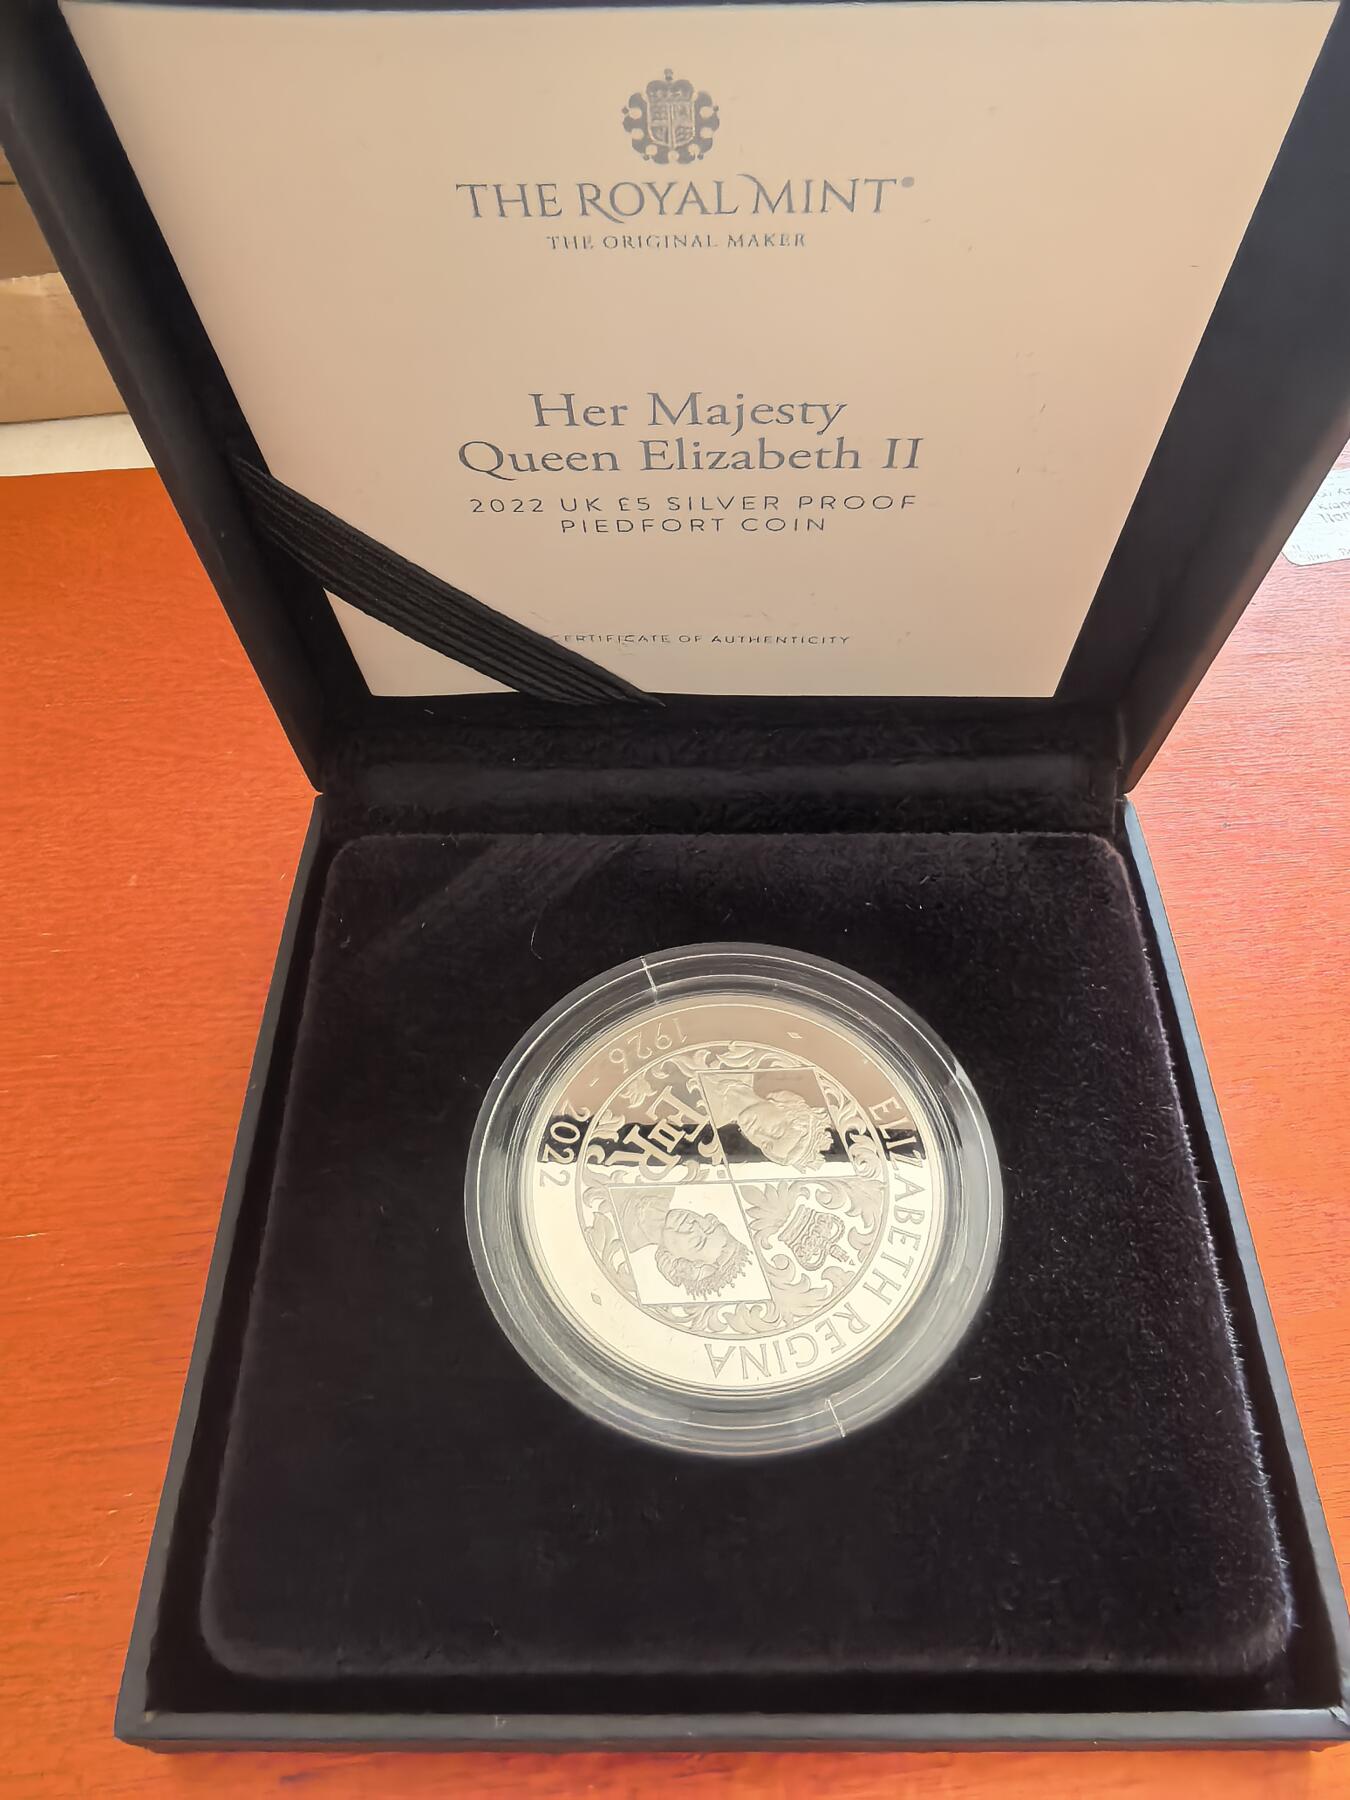 THE ROYAL MINT®
THE ORIGINAL MAKER
Her Majesty
Queen Elizabeth II
2022 UK £5 SILVER PROOF
PIEDFORT COIN
CERTIFICATE OF AUTHENTICITY
ELIZABETH REGINA
1926 – 2022
EIIR